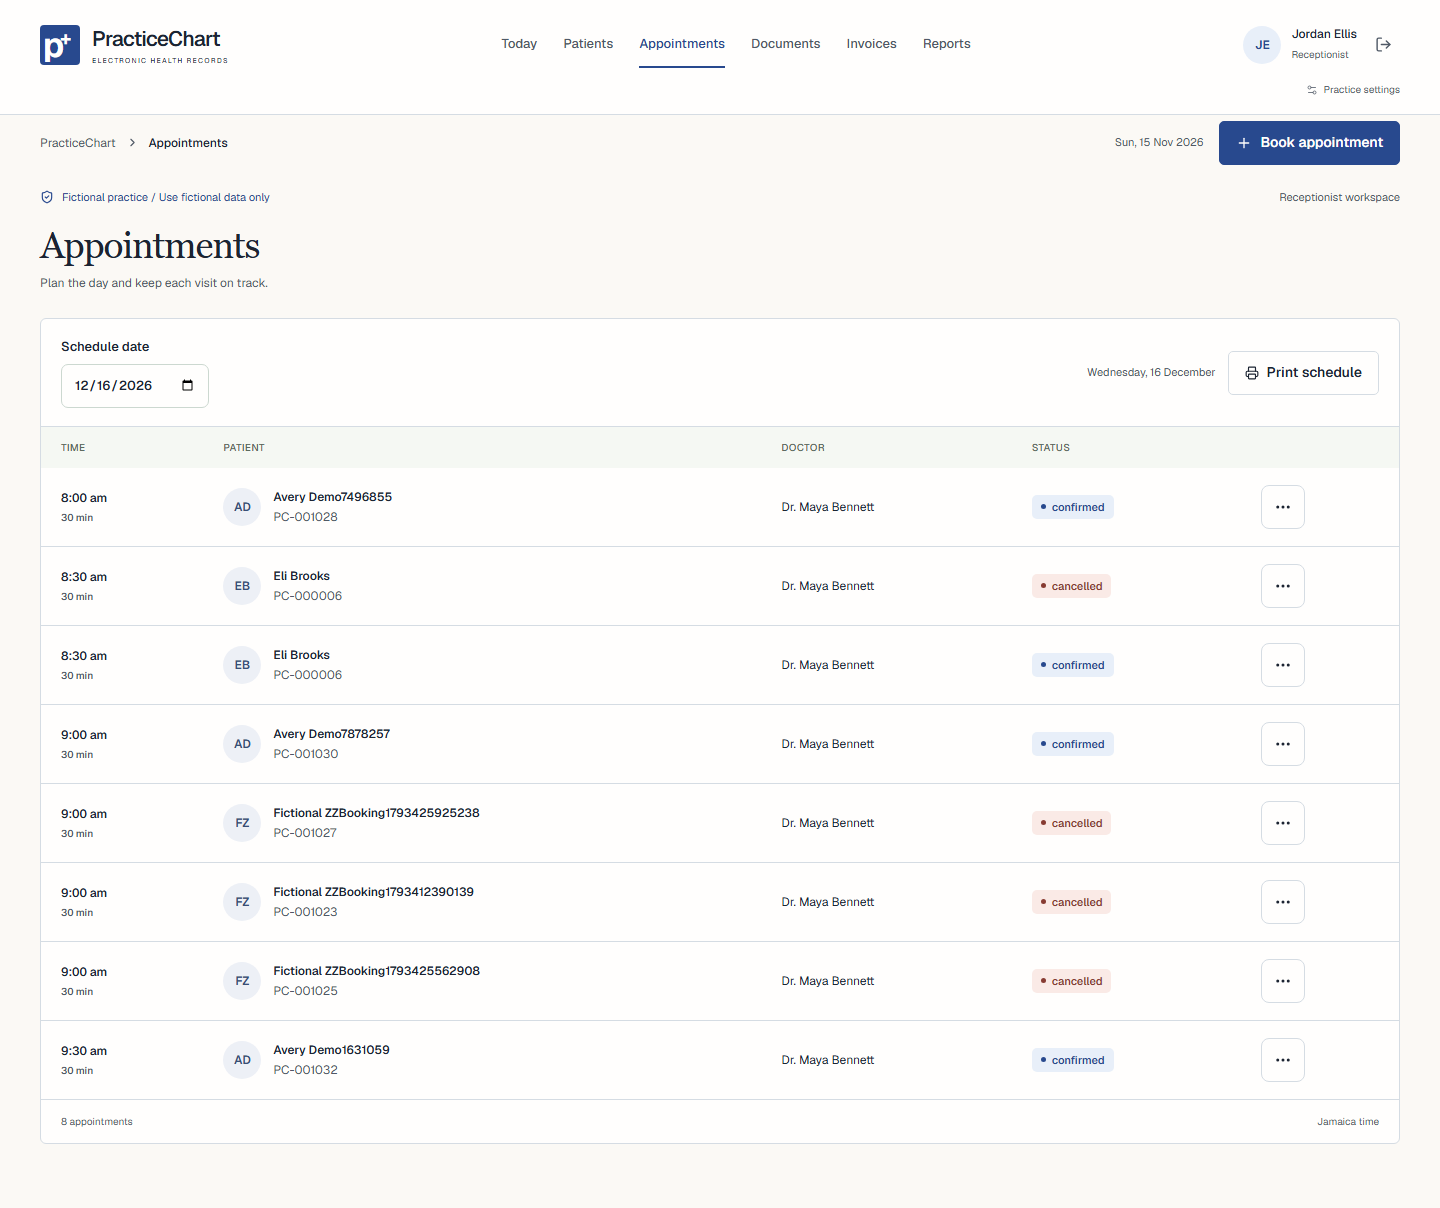 p+
PracticeChart
ELECTRONIC HEALTH RECORDS
Today Patients Appointments Documents Invoices Reports
JE
Jordan Ellis
Receptionist
Practice settings
PracticeChart > Appointments
Sun, 15 Nov 2026
+ Book appointment
Fictional practice / Use fictional data only
Receptionist workspace
Appointments
Plan the day and keep each visit on track.
Schedule date
12/16/2026
Wednesday, 16 December
Print schedule
TIME PATIENT DOCTOR STATUS
8:00 am
30 min
AD
Avery Demo7496855
PC-001028
Dr. Maya Bennett
confirmed
8:30 am
30 min
EB
Eli Brooks
PC-000006
Dr. Maya Bennett
cancelled
8:30 am
30 min
EB
Eli Brooks
PC-000006
Dr. Maya Bennett
confirmed
9:00 am
30 min
AD
Avery Demo7878257
PC-001030
Dr. Maya Bennett
confirmed
9:00 am
30 min
FZ
Fictional ZZBooking1793425925238
PC-001027
Dr. Maya Bennett
cancelled
9:00 am
30 min
FZ
Fictional ZZBooking1793412390139
PC-001023
Dr. Maya Bennett
cancelled
9:00 am
30 min
FZ
Fictional ZZBooking1793425562908
PC-001025
Dr. Maya Bennett
cancelled
9:30 am
30 min
AD
Avery Demo1631059
PC-001032
Dr. Maya Bennett
confirmed
8 appointments
Jamaica time